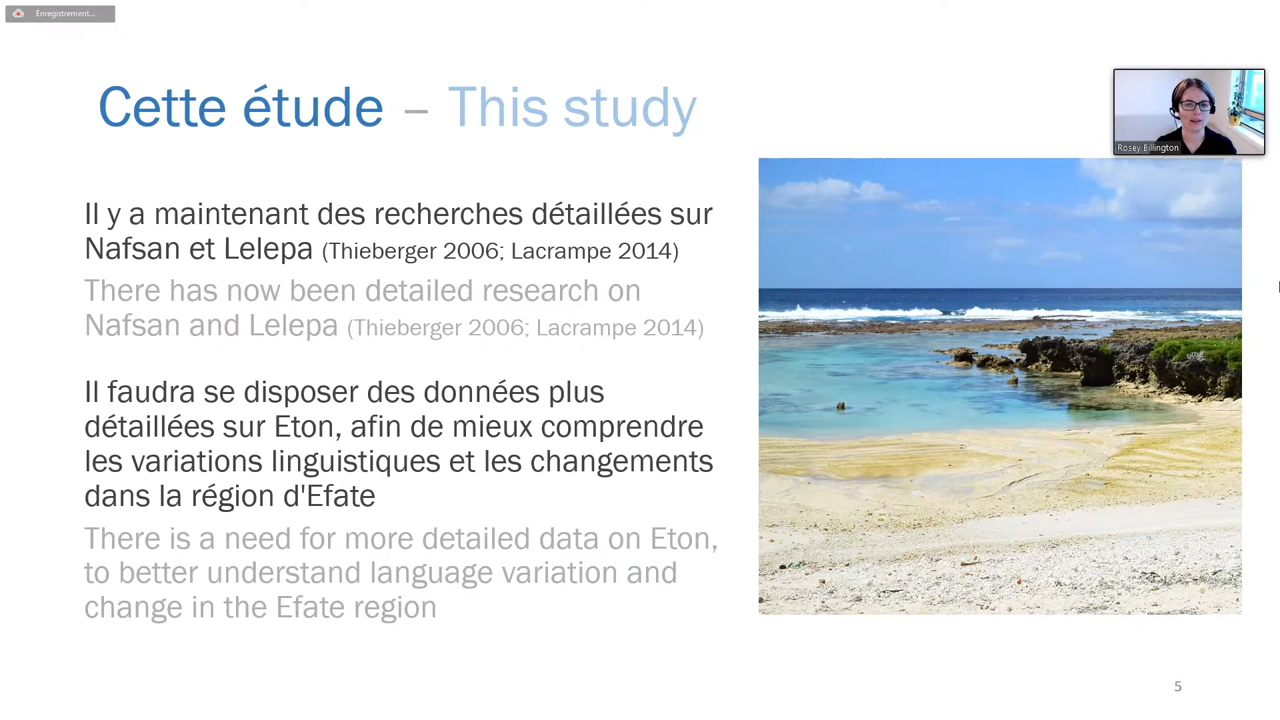 Enregistrement...
Cette étude – This study
Rosey Billington
Il y a maintenant des recherches détaillées sur
Nafsan et Lelepa (Thieberger 2006; Lacrampe 2014)
There has now been detailed research on
Nafsan and Lelepa (Thieberger 2006; Lacrampe 2014)
Il faudra se disposer des données plus
détaillées sur Eton, afin de mieux comprendre
les variations linguistiques et les changements
dans la région d'Efate
There is a need for more detailed data on Eton,
to better understand language variation and
change in the Efate region
5